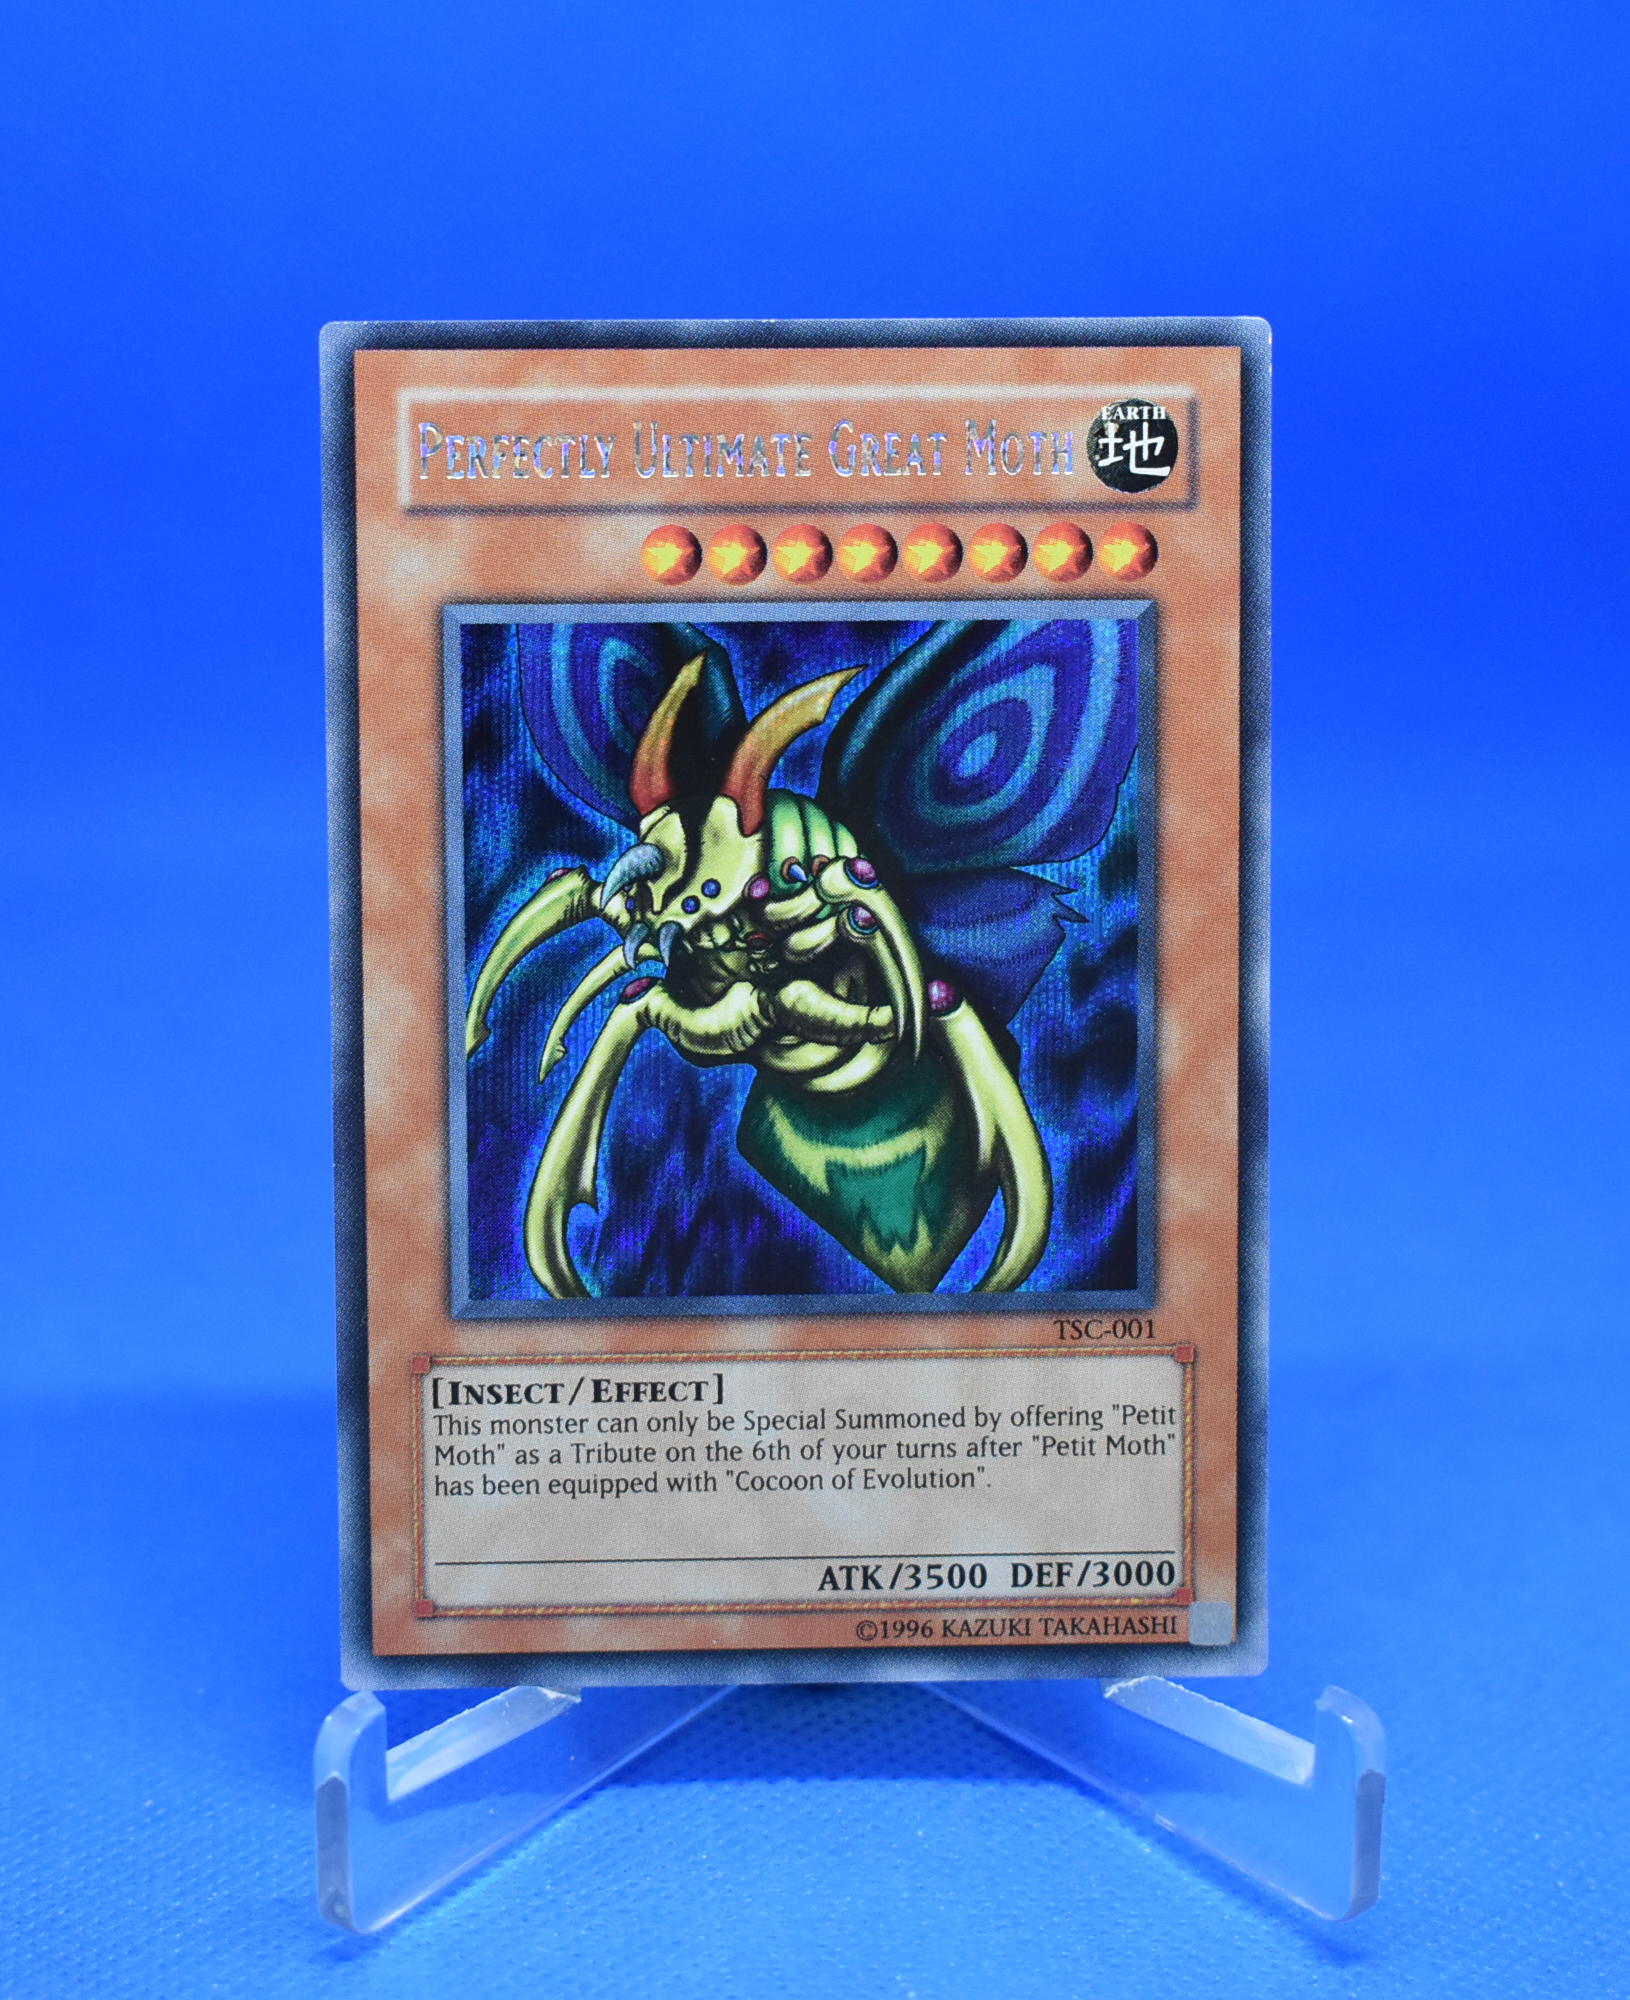 PERFECTLY ULTIMATE GREAT MOTH
EARTH
地
TSC-001
[INSECT/EFFECT]
This monster can only be Special Summoned by offering "Petit
Moth" as a Tribute on the 6th of your turns after "Petit Moth"
has been equipped with "Cocoon of Evolution".
ATK/3500 DEF/3000
©1996 KAZUKI TAKAHASHI